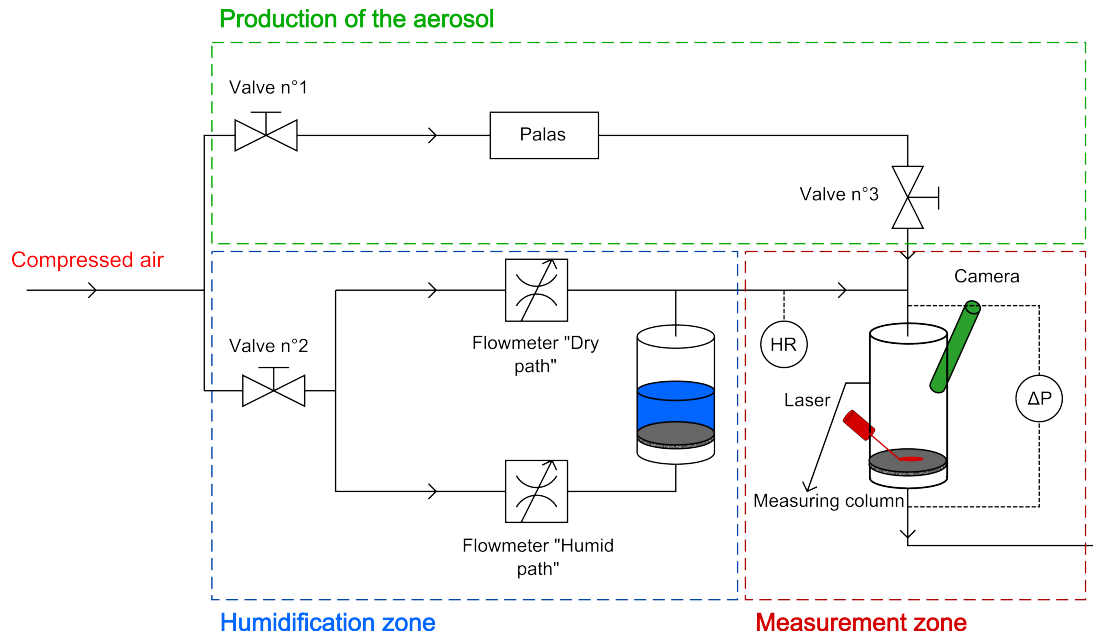 Production of the aerosol
Valve n°1
Palas
Valve n°3
Compressed air
Camera
Flowmeter "Dry
path"
HR
Valve n°2
Laser
ΔP
Measuring column
Flowmeter "Humid
path"
Humidification zone
Measurement zone